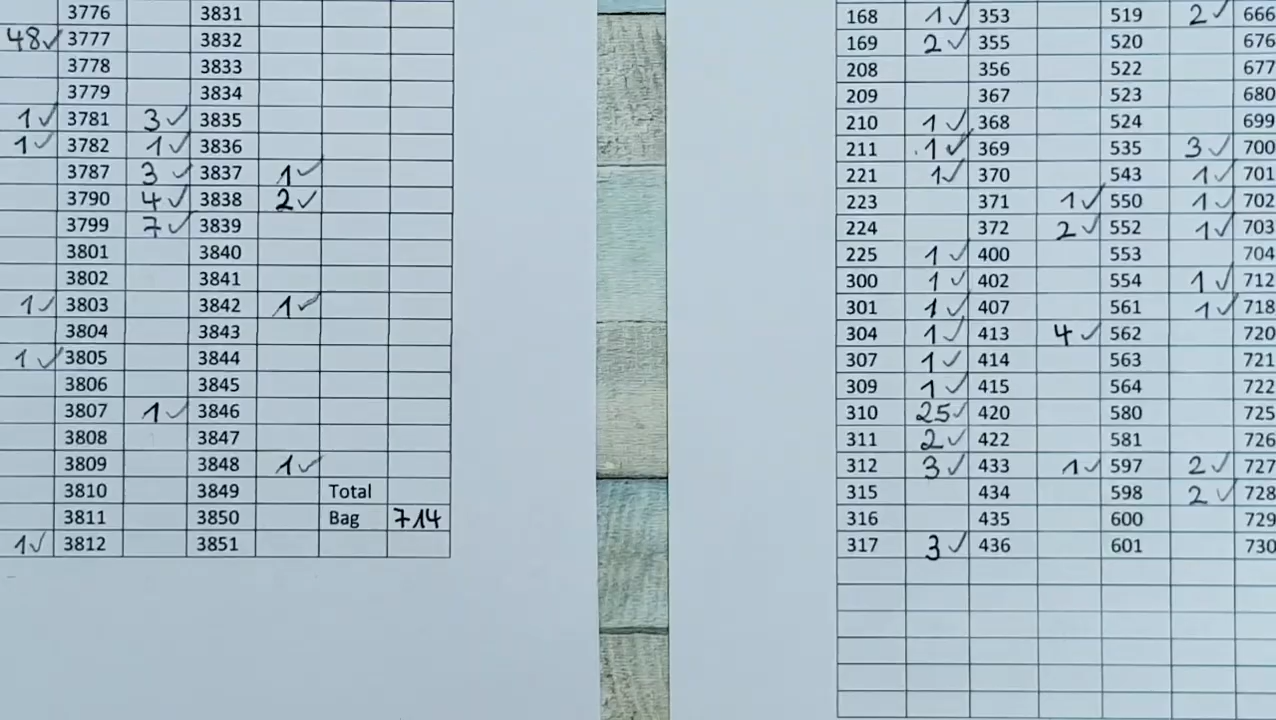 3776 3831
48✓ 3777 3832
3778 3833
3779 3834
1✓ 3781 3✓ 3835
1✓ 3782 1✓ 3836
3787 3✓ 3837 1✓
3790 4✓ 3838 2✓
3799 7✓ 3839
3801 3840
3802 3841
1✓ 3803 3842 1✓
3804 3843
1✓ 3805 3844
3806 3845
3807 1✓ 3846
3808 3847
3809 3848 1✓
3810 3849 Total
3811 3850 Bag 714
1✓ 3812 3851
168 1✓ 353 519 2✓ 666
169 2✓ 355 520 676
208 356 522 677
209 367 523 680
210 1✓ 368 524 699
211 1✓ 369 535 3✓ 700
221 1✓ 370 543 1✓ 701
223 371 1✓ 550 1✓ 702
224 372 2✓ 552 1✓ 703
225 1✓ 400 553 704
300 1✓ 402 554 1✓ 712
301 1✓ 407 561 1✓ 718
304 1✓ 413 4✓ 562 720
307 1✓ 414 563 721
309 1✓ 415 564 722
310 25✓ 420 580 725
311 2✓ 422 581 726
312 3✓ 433 1✓ 597 2✓ 727
315 434 598 2✓ 728
316 435 600 729
317 3✓ 436 601 730